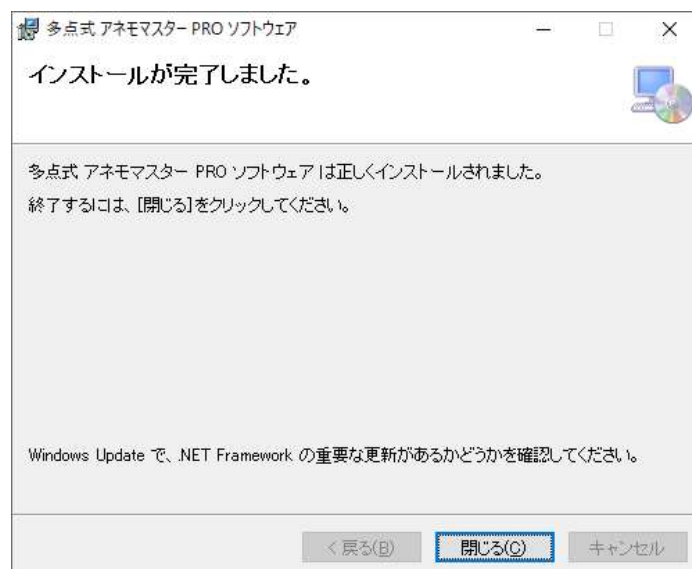 多点式 アネモマスター PRO ソフトウェア
インストールが完了しました。
多点式 アネモマスター PRO ソフトウェア は正しくインストールされました。
終了するには、[閉じる]をクリックしてください。
Windows Update で、.NET Framework の重要な更新があるかどうかを確認してください。
< 戻る(B) 閉じる(C) キャンセル